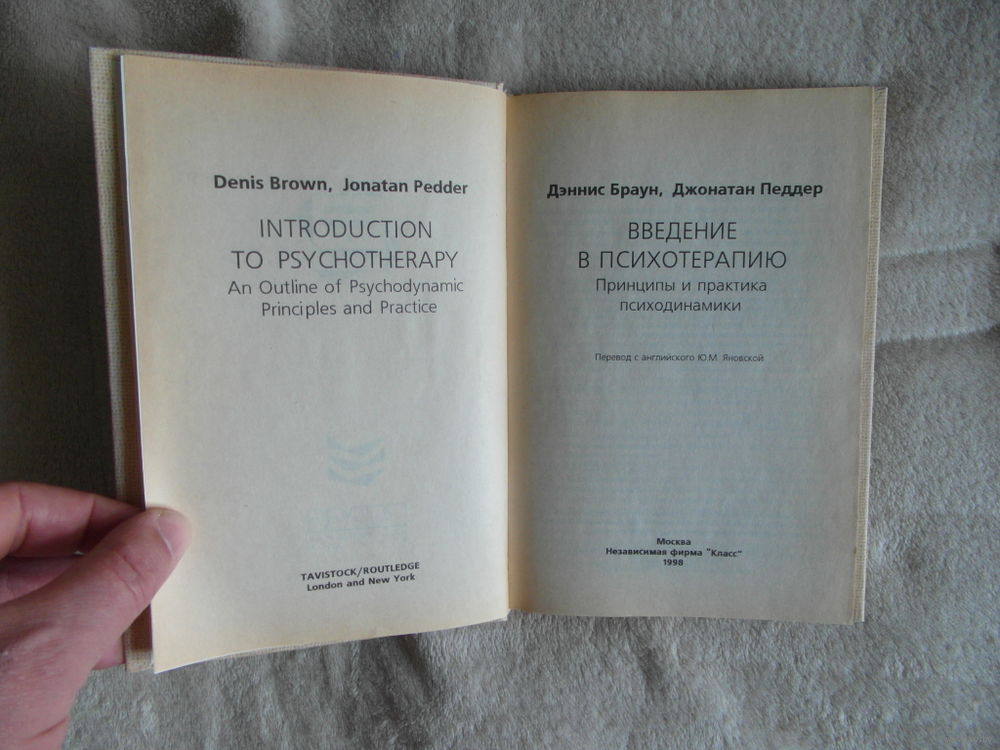 Denis Brown, Jonatan Pedder
INTRODUCTION
TO PSYCHOTHERAPY
An Outline of Psychodynamic
Principles and Practice
TAVISTOCK/ROUTLEDGE
London and New York
Дэннис Браун, Джонатан Педдер
ВВЕДЕНИЕ
В ПСИХОТЕРАПИЮ
Принципы и практика
психодинамики
Перевод с английского Ю.М. Яновской
Москва
Независимая фирма "Класс"
1998